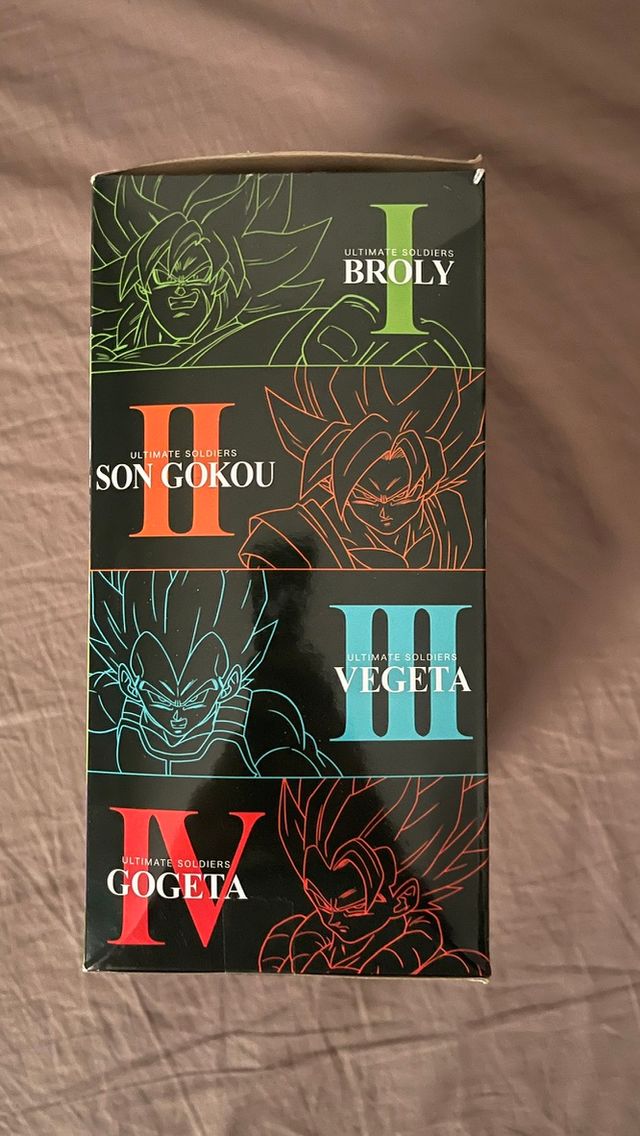 I
ULTIMATE SOLDIERS
BROLY
II
ULTIMATE SOLDIERS
SON GOKOU
III
ULTIMATE SOLDIERS
VEGETA
IV
ULTIMATE SOLDIERS
GOGETA